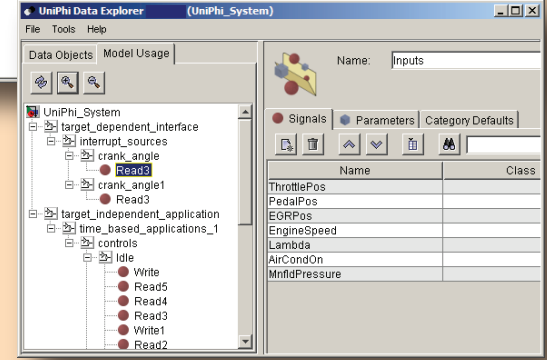 UniPhi Data Explorer (UniPhi_System)
File Tools Help
Data Objects Model Usage
UniPhi_System
target_dependent_interface
interrupt_sources
crank_angle
Read3
crank_angle1
Read3
target_independent_application
time_based_applications_1
controls
Idle
Write
Read5
Read4
Read3
Write1
Read2
Name: Inputs
Signals Parameters Category Defaults
Name Class
ThrottlePos
PedalPos
EGRPos
EngineSpeed
Lambda
AirCondOn
MnfldPressure